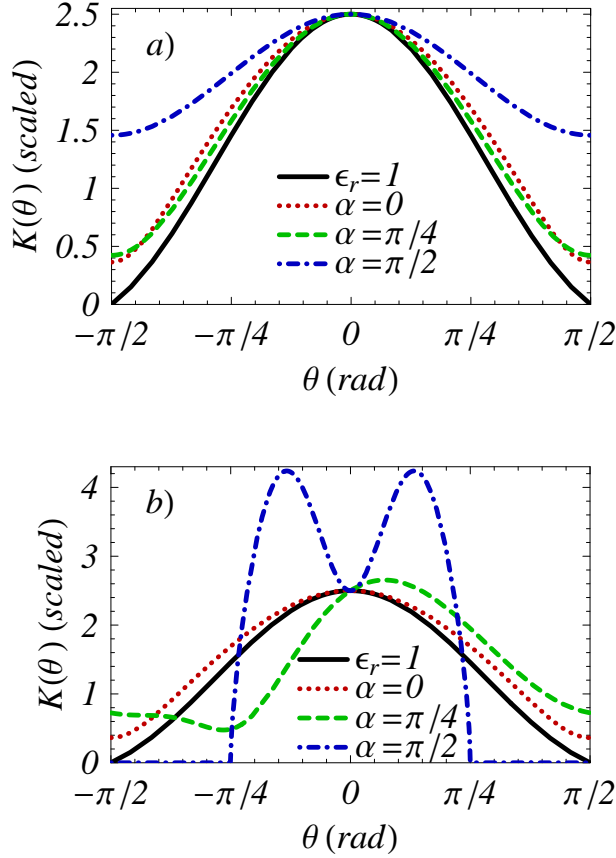 a)
2.5
2
1.5
1
0.5
0
K(θ) (scaled)
ϵr=1
α=0
α=π/4
α=π/2
−π/2 −π/4 0 π/4 π/2
θ (rad)
b)
4
3
2
1
0
K(θ) (scaled)
ϵr=1
α=0
α=π/4
α=π/2
−π/2 −π/4 0 π/4 π/2
θ (rad)